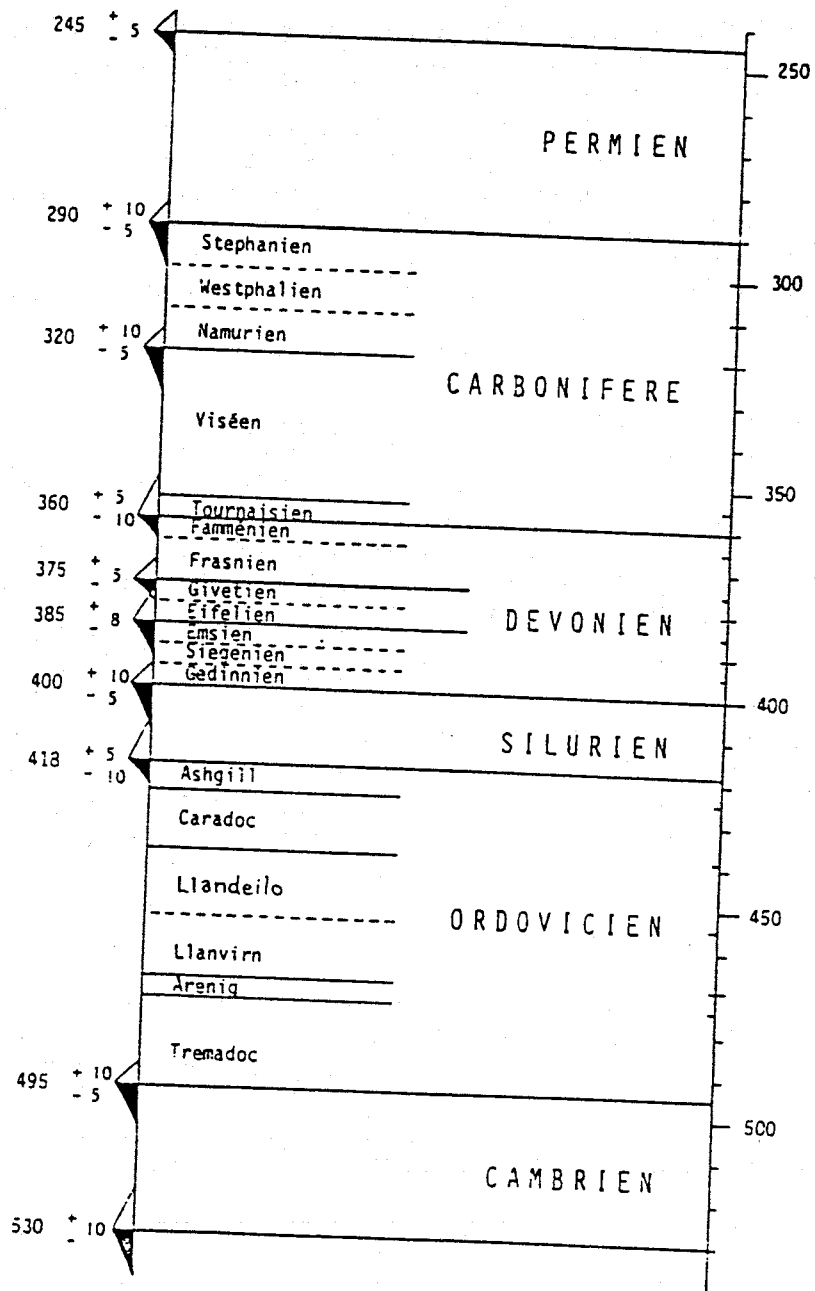 245 + - 5
250
PERMIEN
290 + 10 - 5
Stephanien
300
Westphalien
320 + 10 - 5
Namurien
CARBONIFERE
Viséen
350
360 + 5 - 10
Tournaisien
Famménien
375 + - 5
Frasnien
Givetien
385 + - 8
Eifelien
DEVONIEN
Emsien
Siegénien
400 + 10 - 5
Gédinnien
400
SILURIEN
418 + 5 - 10
Ashgill
Caradoc
Llandeilo
450
ORDOVICIEN
Llanvirn
Arenig
Tremadoc
495 + 10 - 5
500
CAMBRIEN
530 + - 10